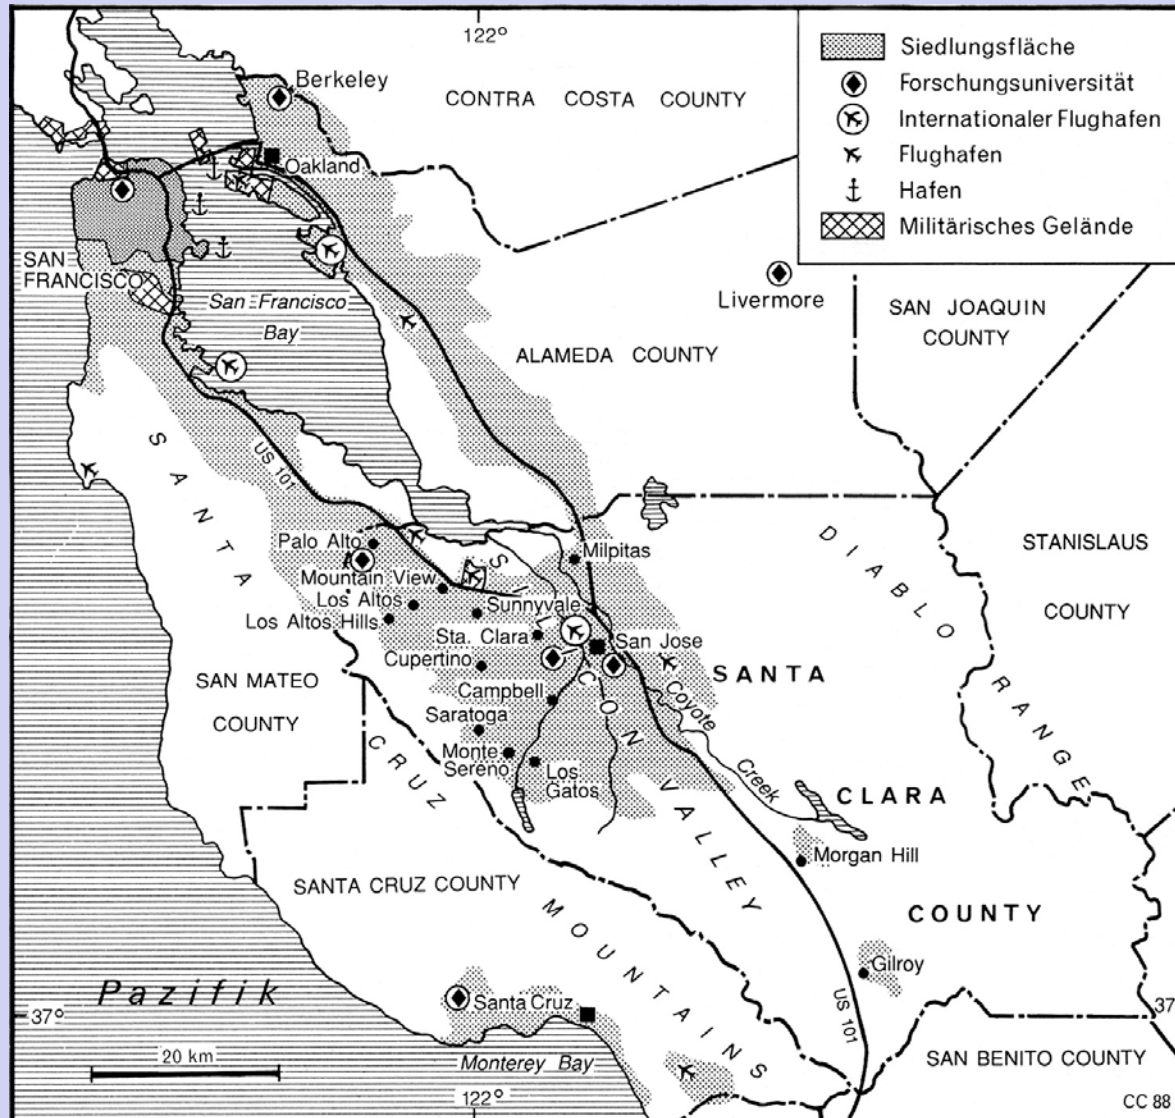 122°
Siedlungsfläche
Forschungsuniversität
Internationaler Flughafen
Flughafen
Hafen
Militärisches Gelände
Berkeley
CONTRA COSTA COUNTY
Oakland
SAN
FRANCISCO
San Francisco
Bay
Livermore
SAN JOAQUIN
COUNTY
ALAMEDA COUNTY
US 101
SANTA
CRUZ
MOUNTAINS
Palo Alto
Mountain View
Los Altos
Los Altos Hills
Sunnyvale
Sta. Clara
Cupertino
Campbell
Saratoga
Monte
Sereno
Los
Gatos
Milpitas
San Jose
SILICON VALLEY
Coyote
Creek
DIABLO RANGE
STANISLAUS
COUNTY
SAN MATEO
COUNTY
SANTA
CLARA
COUNTY
Morgan Hill
Gilroy
SANTA CRUZ COUNTY
Pazifik
Santa Cruz
37°
37
US 101
20 km
Monterey Bay
SAN BENITO COUNTY
122°
CC 88